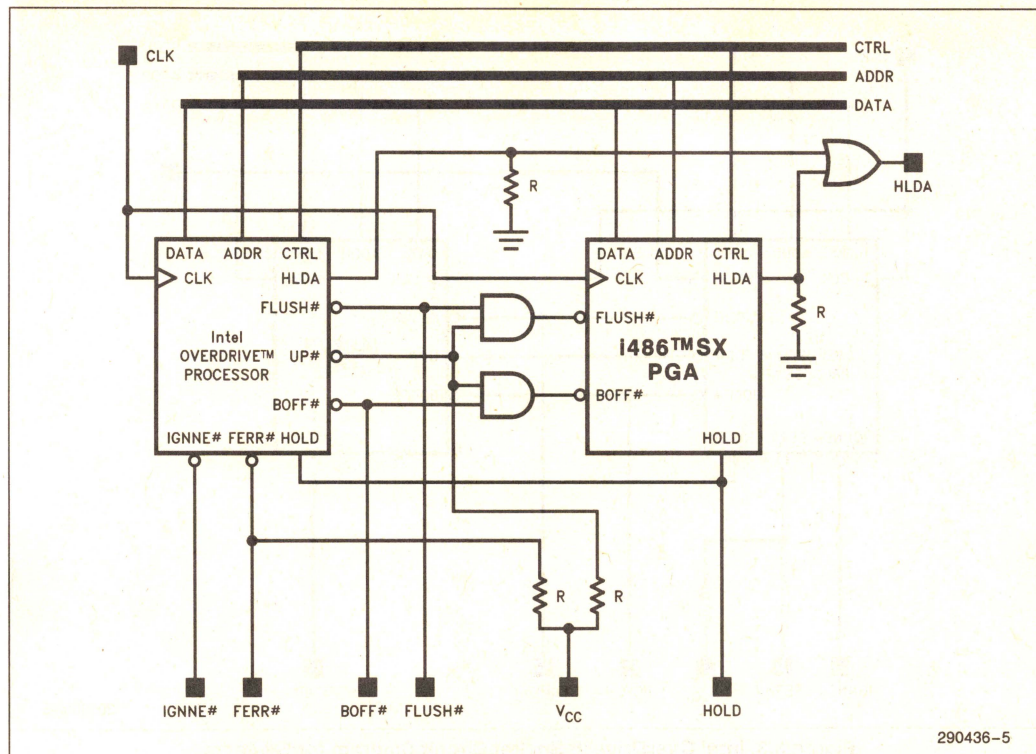 CLK
CTRL
ADDR
DATA
HLDA
R
DATA ADDR CTRL
CLK
HLDA
FLUSH#
Intel
OVERDRIVE™
PROCESSOR
UP#
BOFF#
IGNNE# FERR# HOLD
DATA ADDR CTRL
CLK
HLDA
FLUSH#
i486™SX
PGA
BOFF#
HOLD
R
R
R
IGNNE# FERR# BOFF# FLUSH# VCC HOLD
290436-5